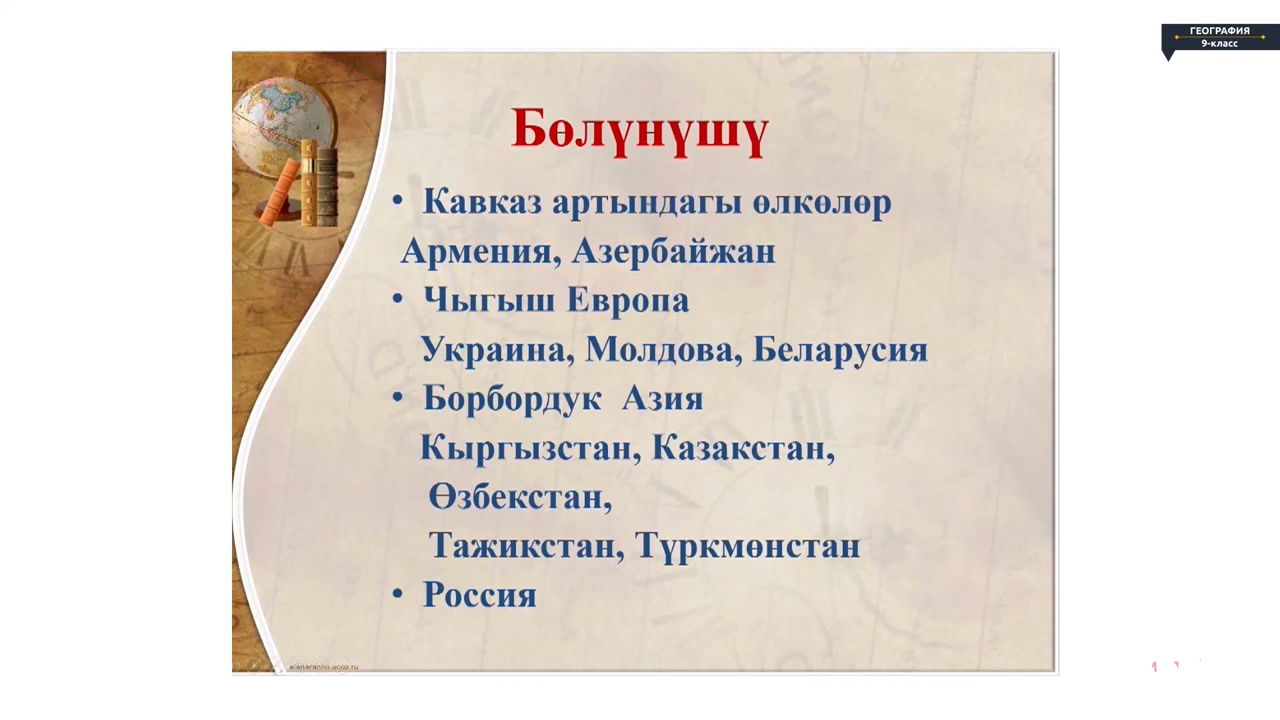 ГЕОГРАФИЯ
9-класс
Бөлүнүшү
• Кавказ артындагы өлкөлөр
Армения, Азербайжан
• Чыгыш Европа
Украина, Молдова, Беларусия
• Борбордук Азия
Кыргызстан, Казакстан,
Өзбекстан,
Тажикстан, Түркмөнстан
• Россия